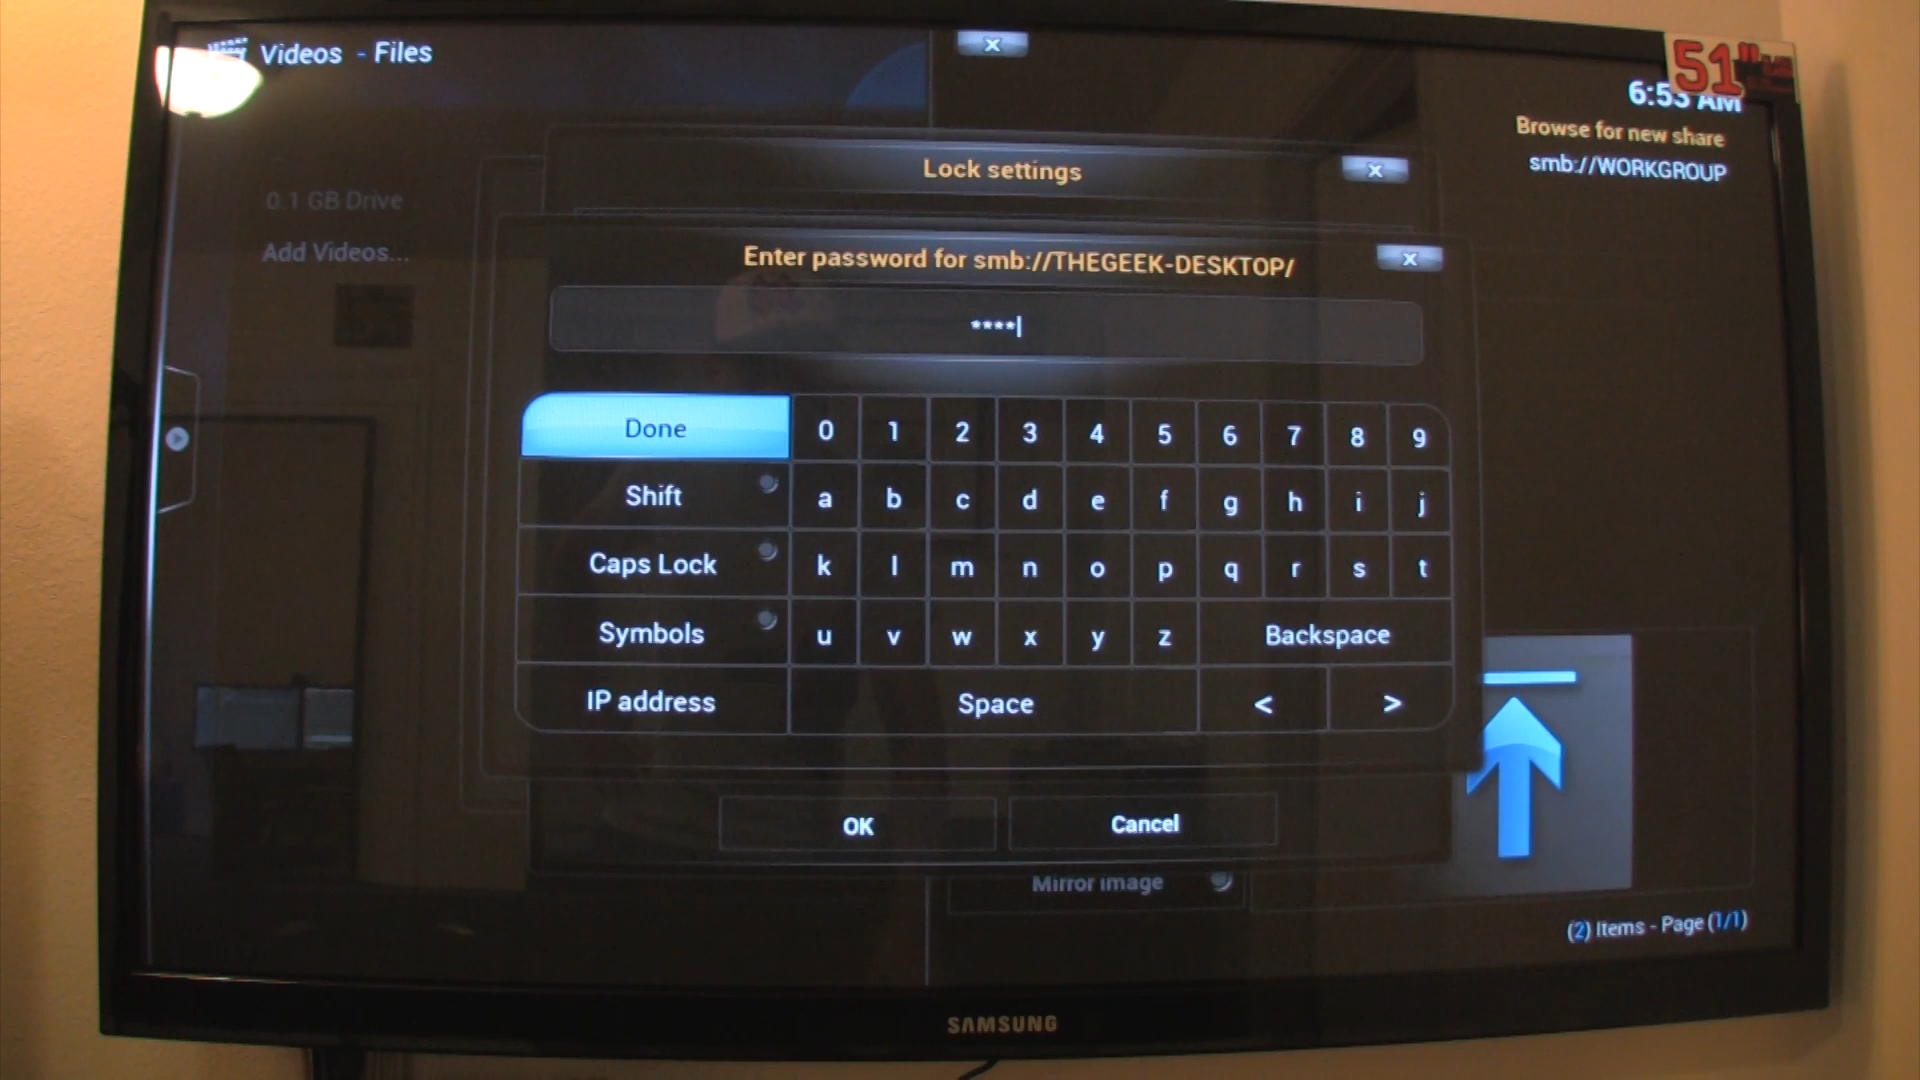 Videos - Files
51"
6:53 AM
Browse for new share
smb://WORKGROUP
Lock settings
0.1 GB Drive
Add Videos...
Enter password for smb://THEGEEK-DESKTOP/
****
Done 0 1 2 3 4 5 6 7 8 9
Shift a b c d e f g h i j
Caps Lock k l m n o p q r s t
Symbols u v w x y z Backspace
IP address Space < >
OK Cancel
Mirror image
(2) Items - Page (1/1)
SAMSUNG